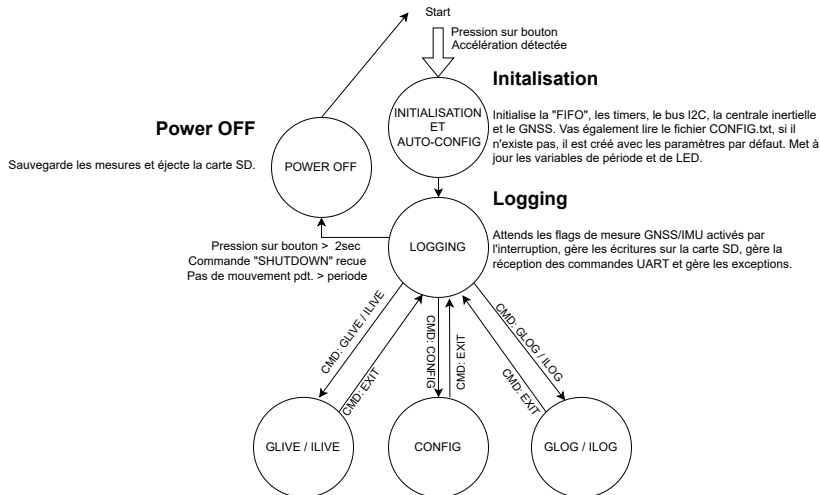 Start
Pression sur bouton
Accélération détectée
Initalisation
INITIALISATION
ET
AUTO-CONFIG
Initialise la "FIFO", les timers, le bus I2C, la centrale inertielle
et le GNSS. Vas également lire le fichier CONFIG.txt, si il
n'existe pas, il est créé avec les paramètres par défaut. Met à
jour les variables de période et de LED.
Power OFF
Sauvegarde les mesures et éjecte la carte SD.
POWER OFF
Logging
LOGGING
Attends les flags de mesure GNSS/IMU activés par
l'interruption, gère les écritures sur la carte SD, gère la
réception des commandes UART et gère les exceptions.
Pression sur bouton > 2sec
Commande "SHUTDOWN" recue
Pas de mouvement pdt. > periode
CMD: GLIVE / ILIVE
CMD: EXIT
CMD: CONFIG
CMD: EXIT
CMD: GLOG / ILOG
CMD: EXIT
GLIVE / ILIVE
CONFIG
GLOG / ILOG